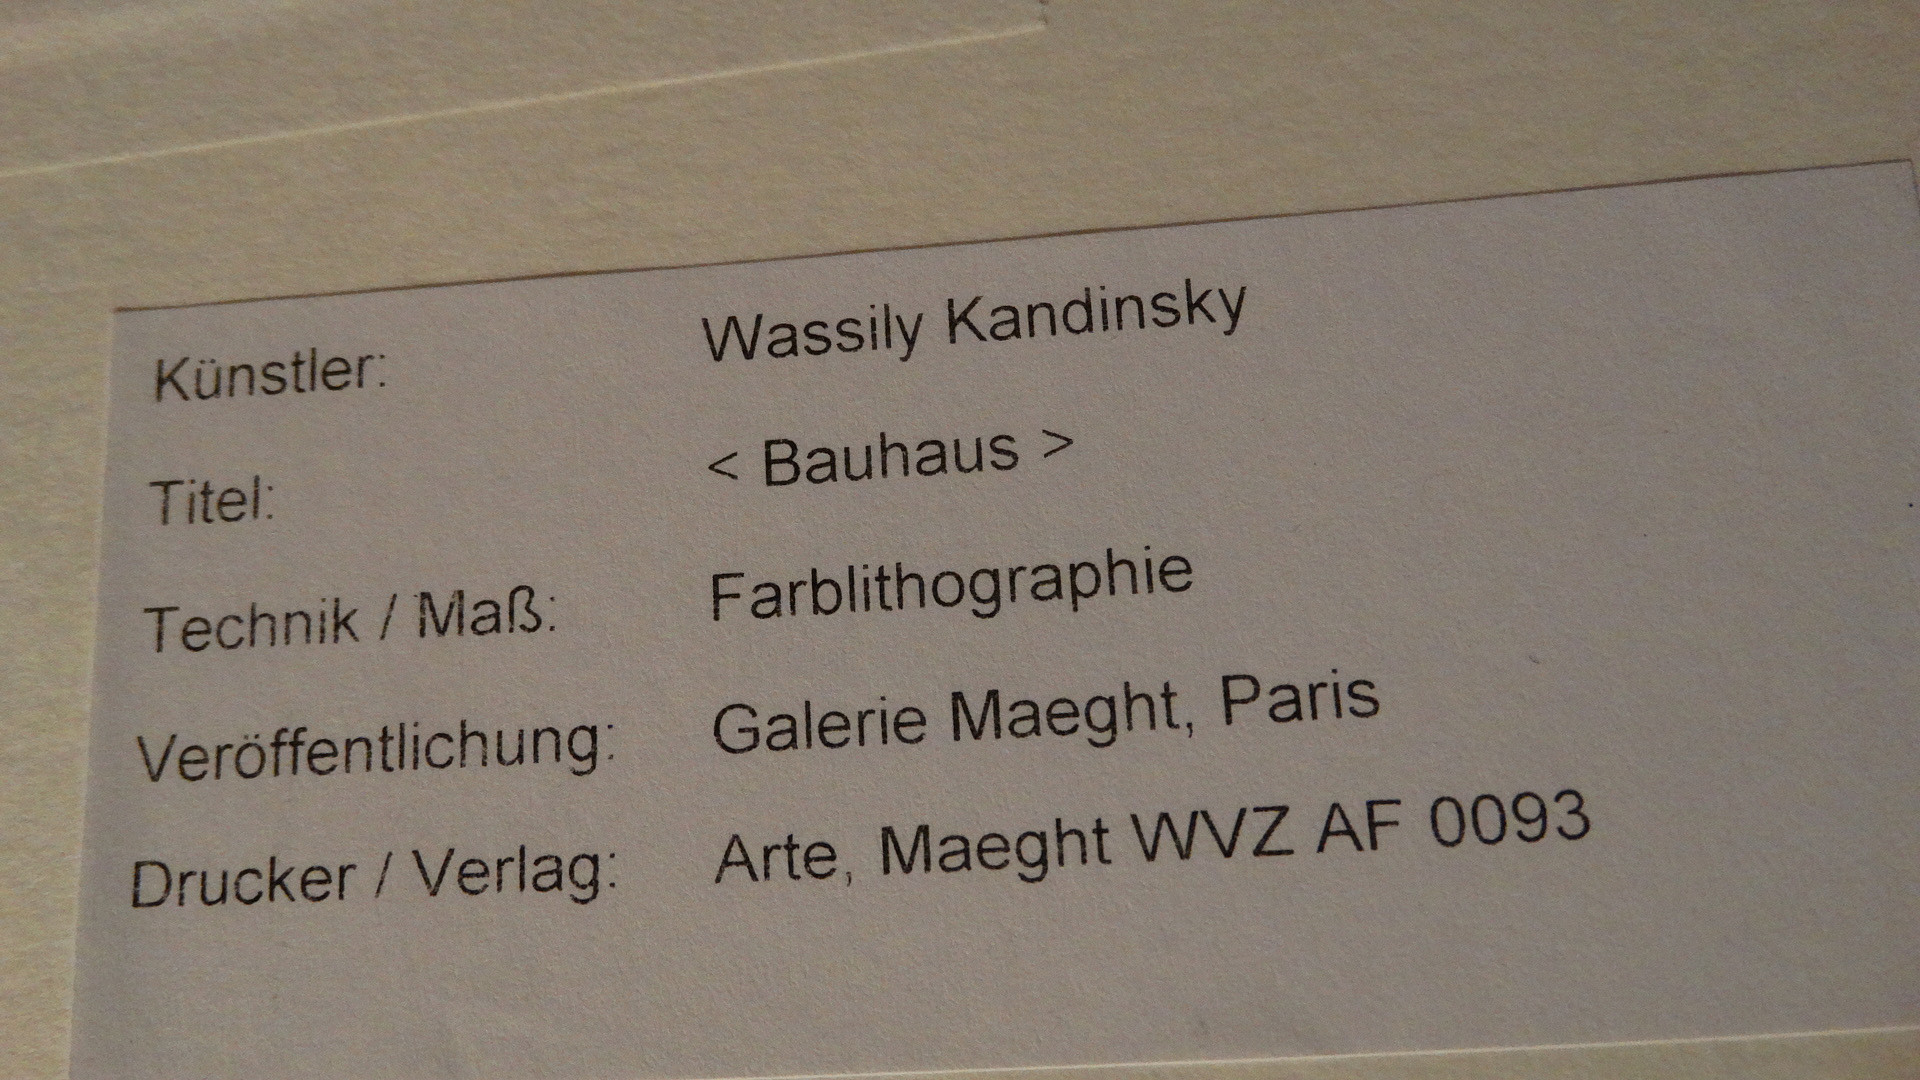 Künstler: Wassily Kandinsky
Titel: < Bauhaus >
Technik / Maß: Farblithographie
Veröffentlichung: Galerie Maeght, Paris
Drucker / Verlag: Arte, Maeght WVZ AF 0093